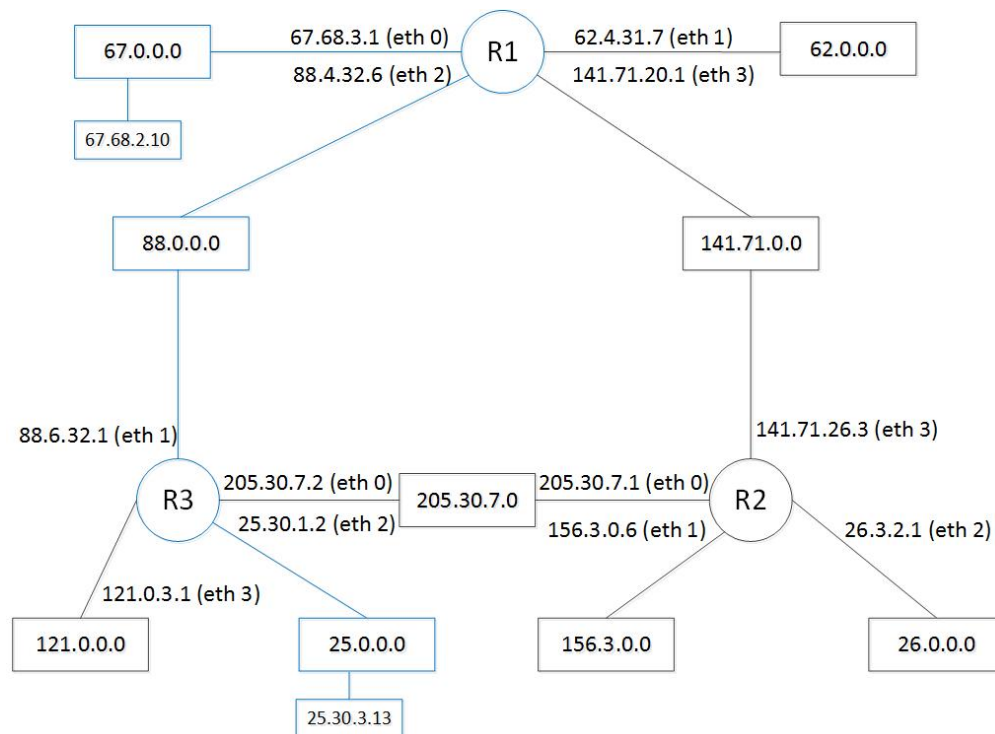 67.0.0.0
67.68.3.1 (eth 0)
R1
62.4.31.7 (eth 1)
62.0.0.0
88.4.32.6 (eth 2)
141.71.20.1 (eth 3)
67.68.2.10
88.0.0.0
141.71.0.0
88.6.32.1 (eth 1)
141.71.26.3 (eth 3)
R3
205.30.7.2 (eth 0)
205.30.7.0
205.30.7.1 (eth 0)
R2
25.30.1.2 (eth 2)
156.3.0.6 (eth 1)
26.3.2.1 (eth 2)
121.0.3.1 (eth 3)
121.0.0.0
25.0.0.0
156.3.0.0
26.0.0.0
25.30.3.13